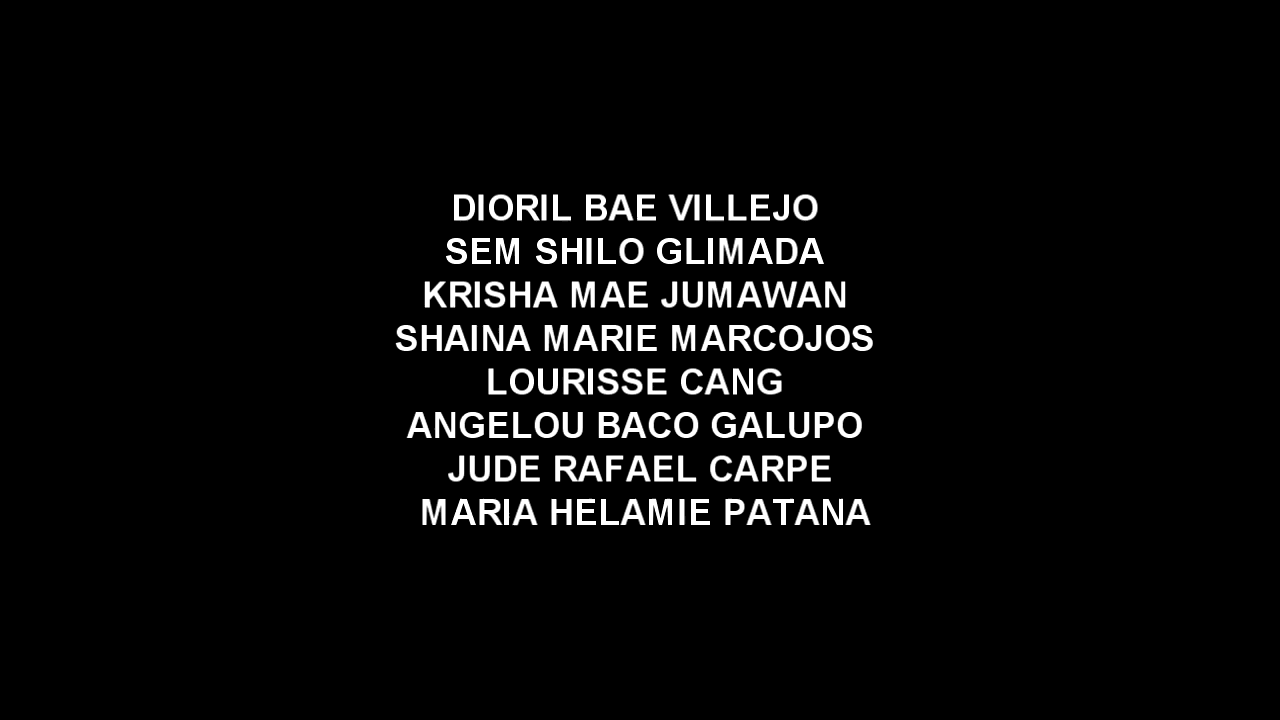 DIORIL BAE VILLEJO
SEM SHILO GLIMADA
KRISHA MAE JUMAWAN
SHAINA MARIE MARCOJOS
LOURISSE CANG
ANGELOU BACO GALUPO
JUDE RAFAEL CARPE
MARIA HELAMIE PATANA